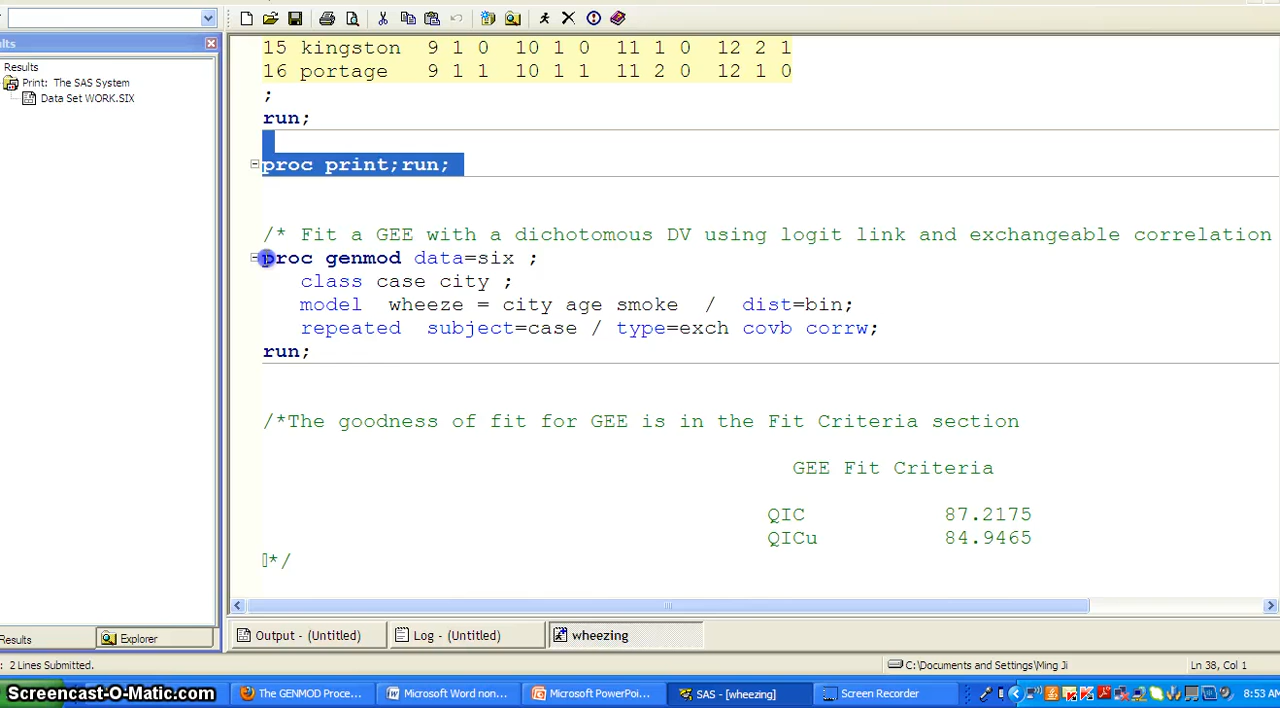 15 kingston 9 1 0 10 1 0 11 1 0 12 2 1
16 portage 9 1 1 10 1 1 11 2 0 12 1 0
;
run;
proc print;run;
/* Fit a GEE with a dichotomous DV using logit link and exchangeable correlation
proc genmod data=six ;
class case city ;
model wheeze = city age smoke / dist=bin;
repeated subject=case / type=exch covb corrw;
run;
/*The goodness of fit for GEE is in the Fit Criteria section
GEE Fit Criteria
QIC 87.2175
QICu 84.9465
*/
ults
Results
Print: The SAS System
Data Set WORK.SIX
Results
Explorer
Output - (Untitled)
Log - (Untitled)
wheezing
2 Lines Submitted.
C:\Documents and Settings\Ming Ji
Ln 38, Col 1
Screencast-O-Matic.com
The GENMOD Proce...
Microsoft Word non...
Microsoft PowerPoi...
SAS - [wheezing]
Screen Recorder
8:53 AM